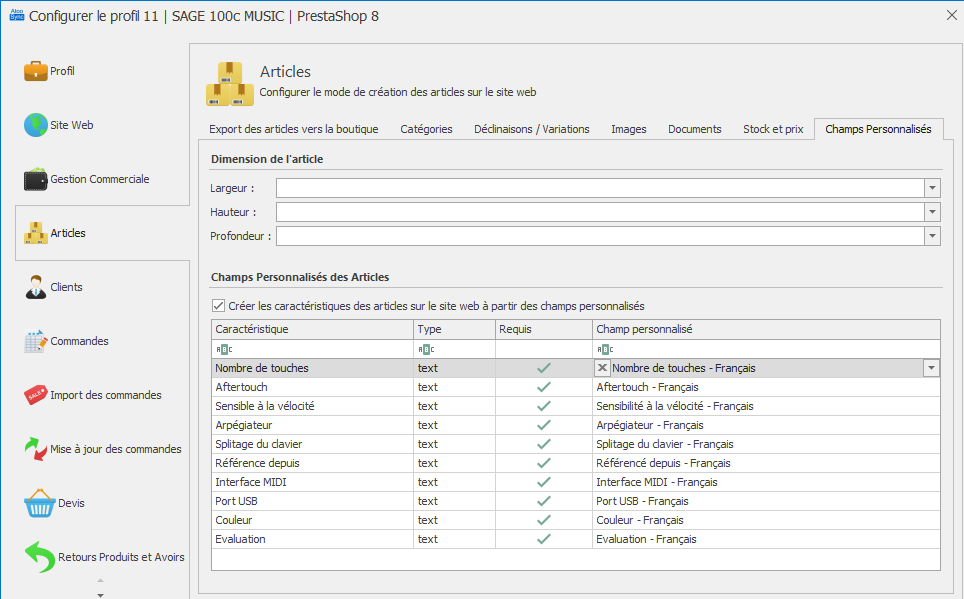 Atoo Sync Configurer le profil 11 | SAGE 100c MUSIC | PrestaShop 8
Profil
Site Web
Gestion Commerciale
Articles
Clients
Commandes
SALE Import des commandes
Mise à jour des commandes
Devis
Retours Produits et Avoirs
Articles
Configurer le mode de création des articles sur le site web
Export des articles vers la boutique Catégories Déclinaisons / Variations Images Documents Stock et prix Champs Personnalisés
Dimension de l'article
Largeur :
Hauteur :
Profondeur :
Champs Personnalisés des Articles
Créer les caractéristiques des articles sur le site web à partir des champs personnalisés
Caractéristique Type Requis Champ personnalisé
ABC ABC ABC
Nombre de touches text Nombre de touches - Français
Aftertouch text Aftertouch - Français
Sensible à la vélocité text Sensibilité à la vélocité - Français
Arpégiateur text Arpégiateur - Français
Splitage du clavier text Splitage du clavier - Français
Référence depuis text Référencé depuis - Français
Interface MIDI text Interface MIDI - Français
Port USB text Port USB - Français
Couleur text Couleur - Français
Evaluation text Evaluation - Français